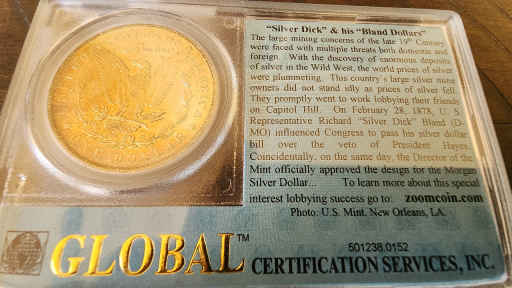 "Silver Dick" & his "Bland Dollars"
The large mining concerns of the late 19th Century
were faced with multiple threats both domestic and
foreign. With the discovery of enormous deposits
of silver in the Wild West, the world prices of silver
were plummeting. This country's large silver mine
owners did not stand idly as prices of silver fell.
They promptly went to work lobbying their friends
on Capitol Hill. On February 28, 1878, U. S.
Representative Richard "Silver Dick" Bland (D-
MO) influenced Congress to pass his silver dollar
bill over the veto of President Hayes.
Coincidentally, on the same day, the Director of the
Mint officially approved the design for the Morgan
Silver Dollar... To learn more about this special
interest lobbying success go to: zoomcoin.com
Photo: U.S. Mint, New Orleans, LA.
501238.0152
GLOBAL™
CERTIFICATION SERVICES, INC.